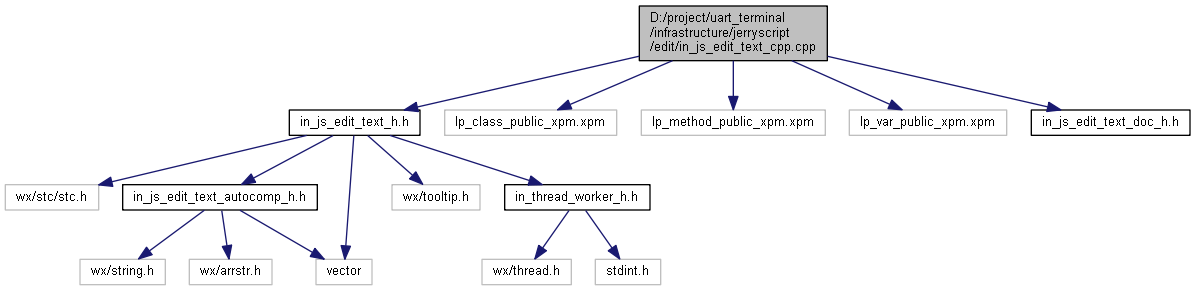 D:/project/uart_terminal
/infrastructure/jerryscript
/edit/in_js_edit_text_cpp.cpp
in_js_edit_text_h.h
lp_class_public_xpm.xpm
lp_method_public_xpm.xpm
lp_var_public_xpm.xpm
in_js_edit_text_doc_h.h
wx/stc/stc.h
in_js_edit_text_autocomp_h.h
wx/tooltip.h
in_thread_worker_h.h
wx/string.h
wx/arrstr.h
vector
wx/thread.h
stdint.h